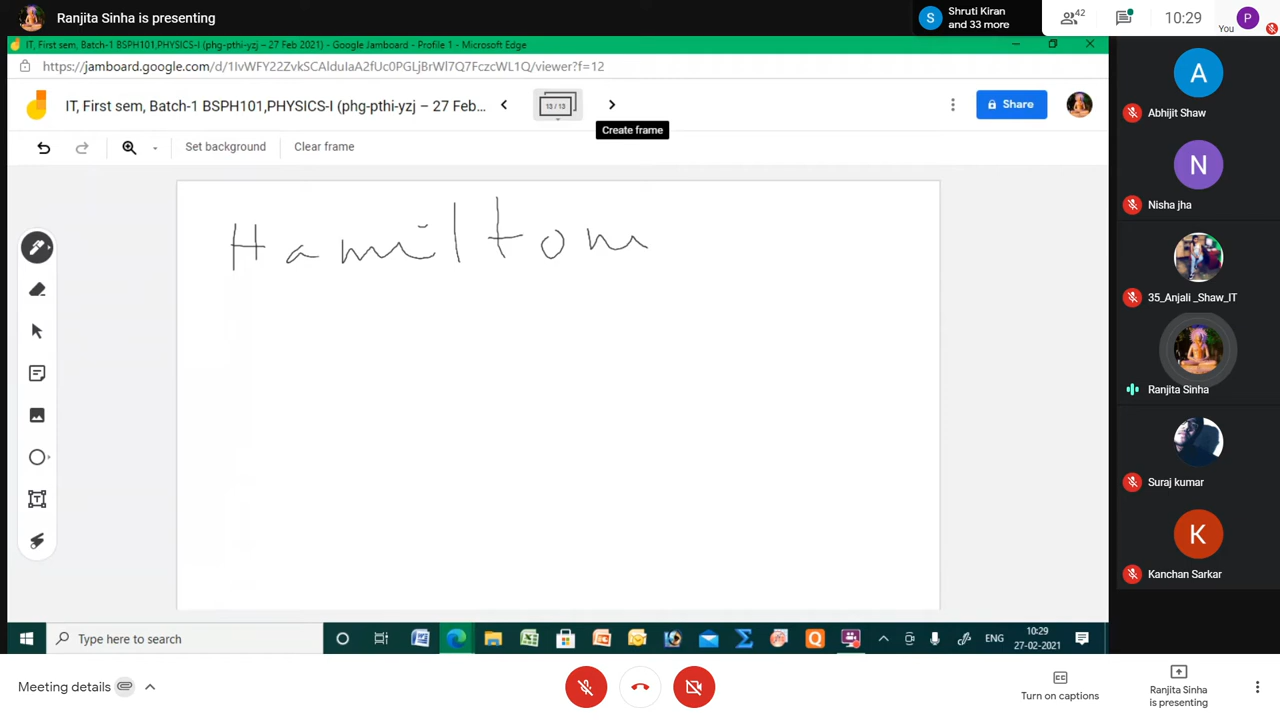 Ranjita Sinha is presenting
S Shruti Kiran
and 33 more
42
10:29
You
P
IT, First sem, Batch-1 BSPH101,PHYSICS-I (phg-pthi-yzj – 27 Feb 2021) - Google Jamboard - Profile 1 - Microsoft Edge
https://jamboard.google.com/d/1IvWFY22ZvkSCAlduIaA2fUc0PGLjBrWl7Q7FczcWL1Q/viewer?f=12
IT, First sem, Batch-1 BSPH101,PHYSICS-I (phg-pthi-yzj – 27 Feb...
13 / 13
Share
Create frame
Set background
Clear frame
Hamilton
A
Abhijit Shaw
N
Nisha jha
35_Anjali _Shaw_IT
Ranjita Sinha
Suraj kumar
K
Kanchan Sarkar
Type here to search
ENG
10:29
27-02-2021
Meeting details
Turn on captions
Ranjita Sinha
is presenting